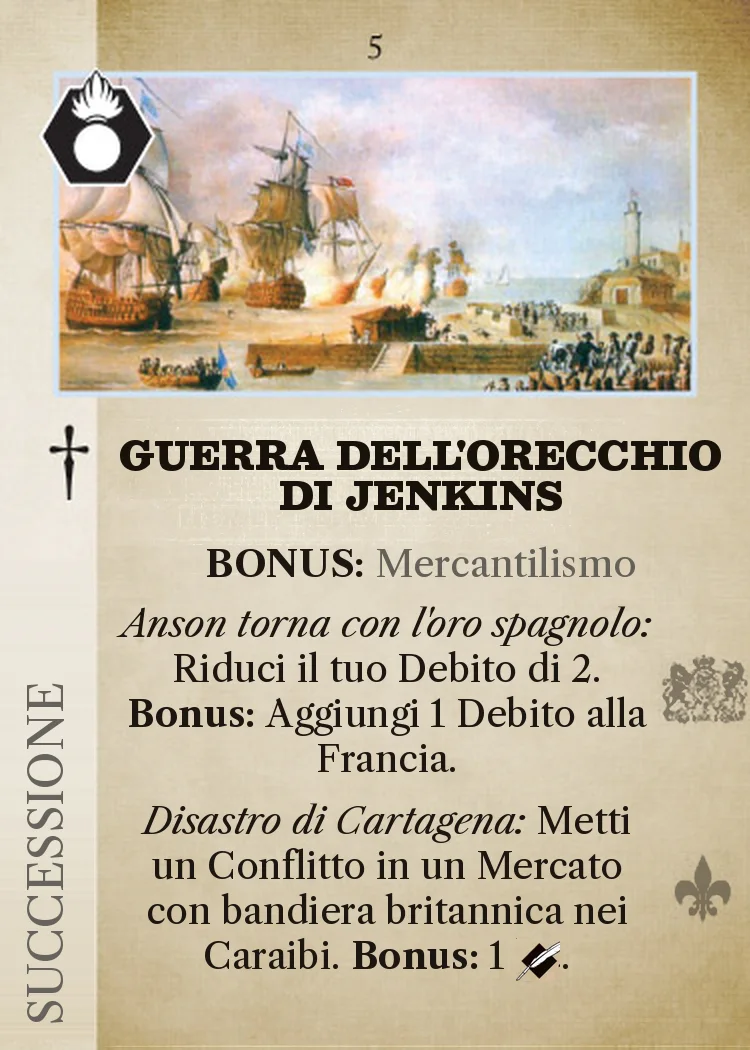 5
GUERRA DELL'ORECCHIO
DI JENKINS
BONUS: Mercantilismo
Anson torna con l'oro spagnolo:
Riduci il tuo Debito di 2.
Bonus: Aggiungi 1 Debito alla
Francia.
Disastro di Cartagena: Metti
un Conflitto in un Mercato
con bandiera britannica nei
Caraibi. Bonus: 1 .
SUCCESSIONE